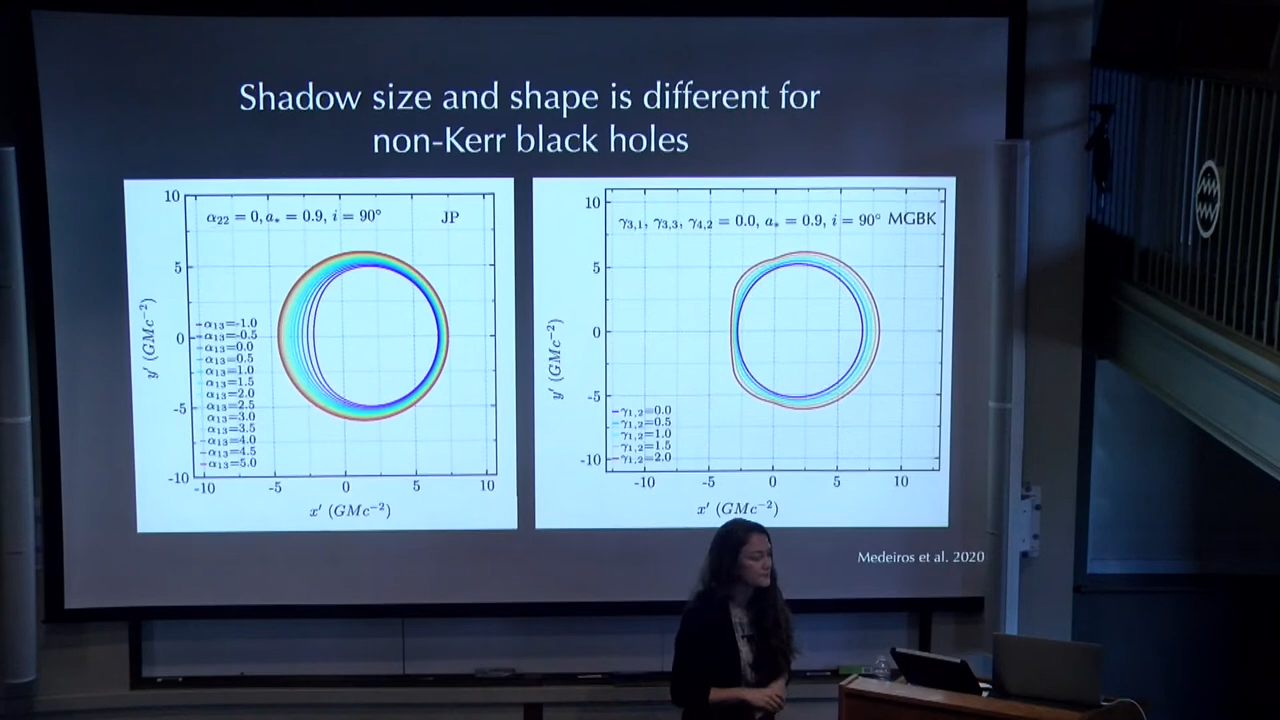 Shadow size and shape is different for
non-Kerr black holes
α₂₂ = 0, a* = 0.9, i = 90° JP
10
5
0
-5
-10
y′ (GMc⁻²)
α₁₃=-1.0
α₁₃=-0.5
α₁₃=0.0
α₁₃=0.5
α₁₃=1.0
α₁₃=1.5
α₁₃=2.0
α₁₃=2.5
α₁₃=3.0
α₁₃=3.5
α₁₃=4.0
α₁₃=4.5
α₁₃=5.0
-10 -5 0 5 10
x′ (GMc⁻²)
γ₃,₁, γ₃,₃, γ₄,₂ = 0.0, a* = 0.9, i = 90° MGBK
10
5
0
-5
-10
y′ (GMc⁻²)
γ₁,₂=0.0
γ₁,₂=0.5
γ₁,₂=1.0
γ₁,₂=1.5
γ₁,₂=2.0
-10 -5 0 5 10
x′ (GMc⁻²)
Medeiros et al. 2020